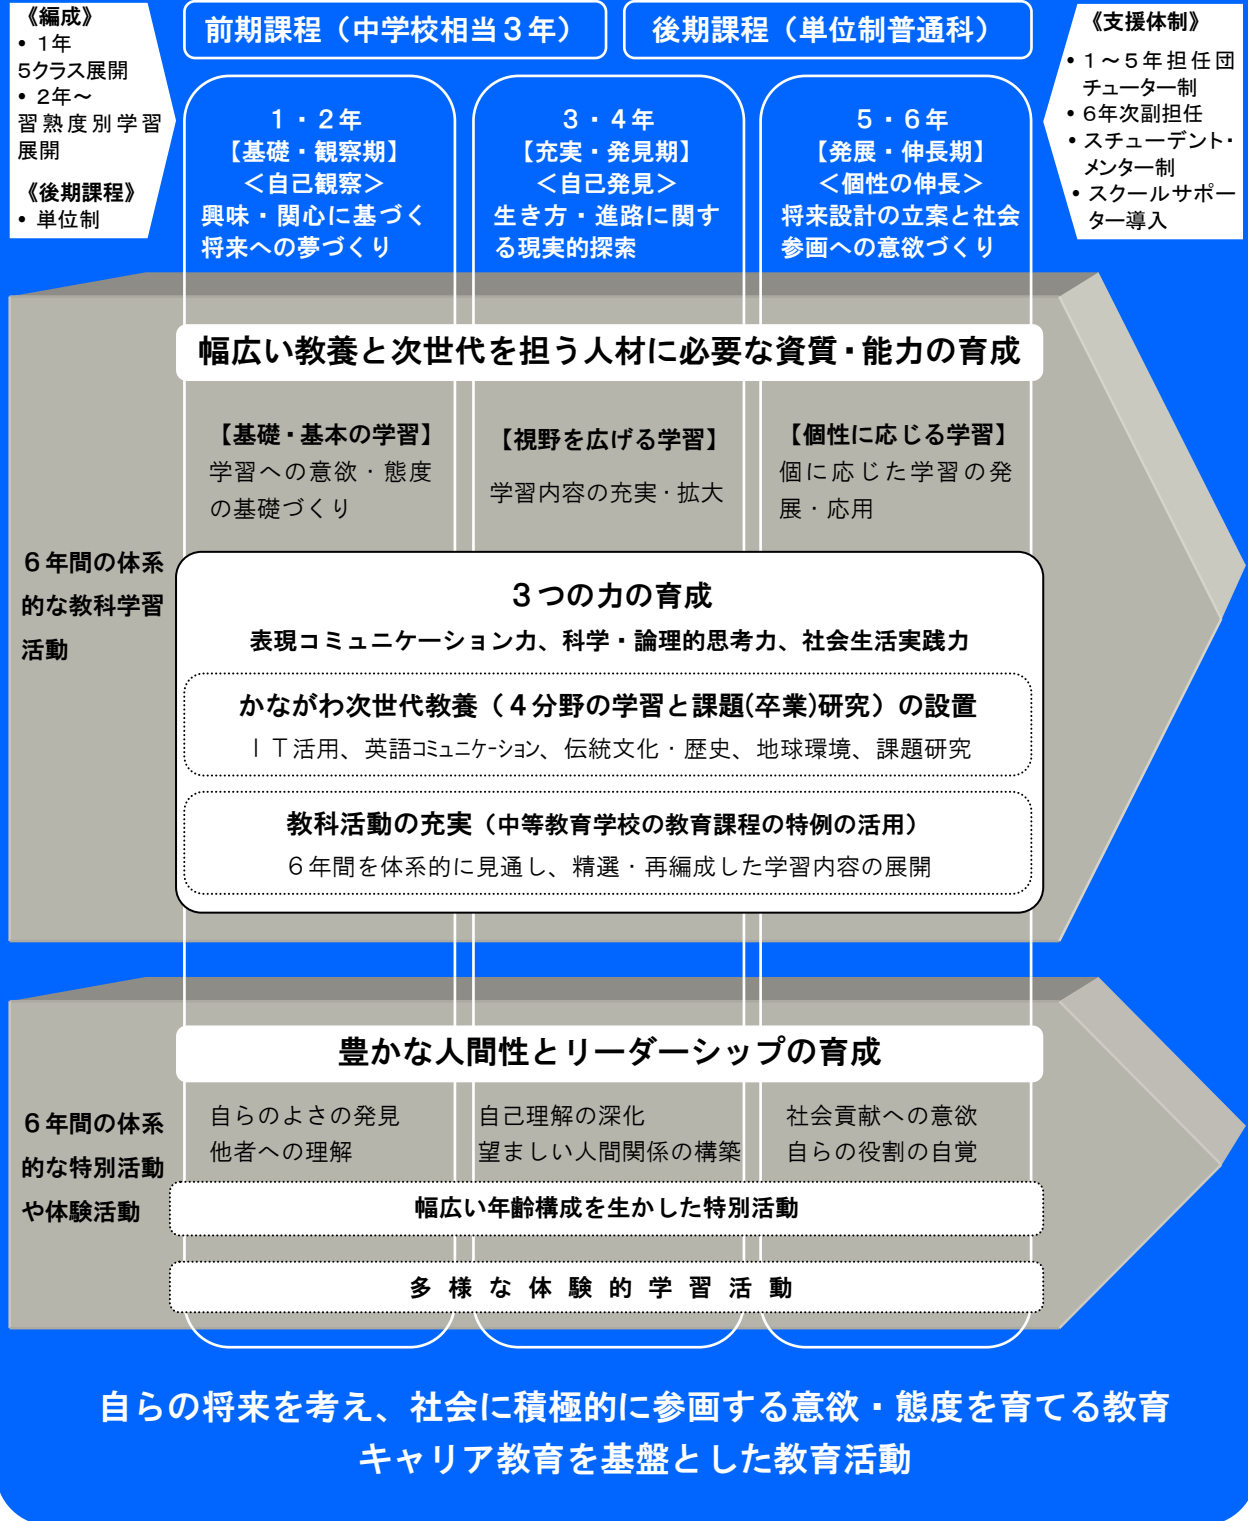 《編成》
• 1年
5クラス展開
• 2年～
習熟度別学習
展開
《後期課程》
• 単位制
前期課程（中学校相当３年）
後期課程（単位制普通科）
《支援体制》
• 1～5年担任団
チューター制
• 6年次副担任
• スチューデント・
メンター制
• スクールサポー
ター導入
１・２年
【基礎・観察期】
＜自己観察＞
興味・関心に基づく
将来への夢づくり
３・４年
【充実・発見期】
＜自己発見＞
生き方・進路に関す
る現実的探索
５・６年
【発展・伸長期】
＜個性の伸長＞
将来設計の立案と社会
参画への意欲づくり
幅広い教養と次世代を担う人材に必要な資質・能力の育成
【基礎・基本の学習】
学習への意欲・態度
の基礎づくり
【視野を広げる学習】
学習内容の充実・拡大
【個性に応じる学習】
個に応じた学習の発
展・応用
６年間の体系
的な教科学習
活動
３つの力の育成
表現コミュニケーション力、科学・論理的思考力、社会生活実践力
かながわ次世代教養（４分野の学習と課題(卒業)研究）の設置
ＩＴ活用、英語ｺﾐｭﾆｹｰｼｮﾝ、伝統文化・歴史、地球環境、課題研究
教科活動の充実（中等教育学校の教育課程の特例の活用）
６年間を体系的に見通し、精選・再編成した学習内容の展開
豊かな人間性とリーダーシップの育成
６年間の体系
的な特別活動
や体験活動
自らのよさの発見
他者への理解
自己理解の深化
望ましい人間関係の構築
社会貢献への意欲
自らの役割の自覚
幅広い年齢構成を生かした特別活動
多様な体験的学習活動
自らの将来を考え、社会に積極的に参画する意欲・態度を育てる教育
キャリア教育を基盤とした教育活動